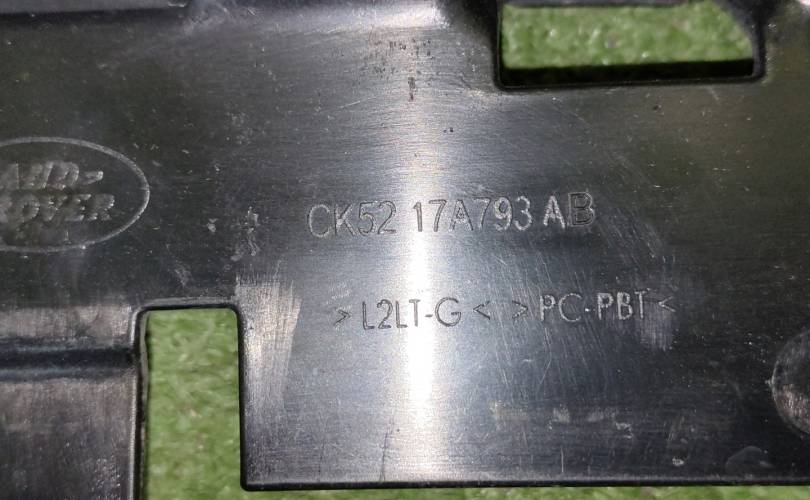 LAND-
ROVER
CK52 17A793 AB
>L2LT-G< >PC-PBT<